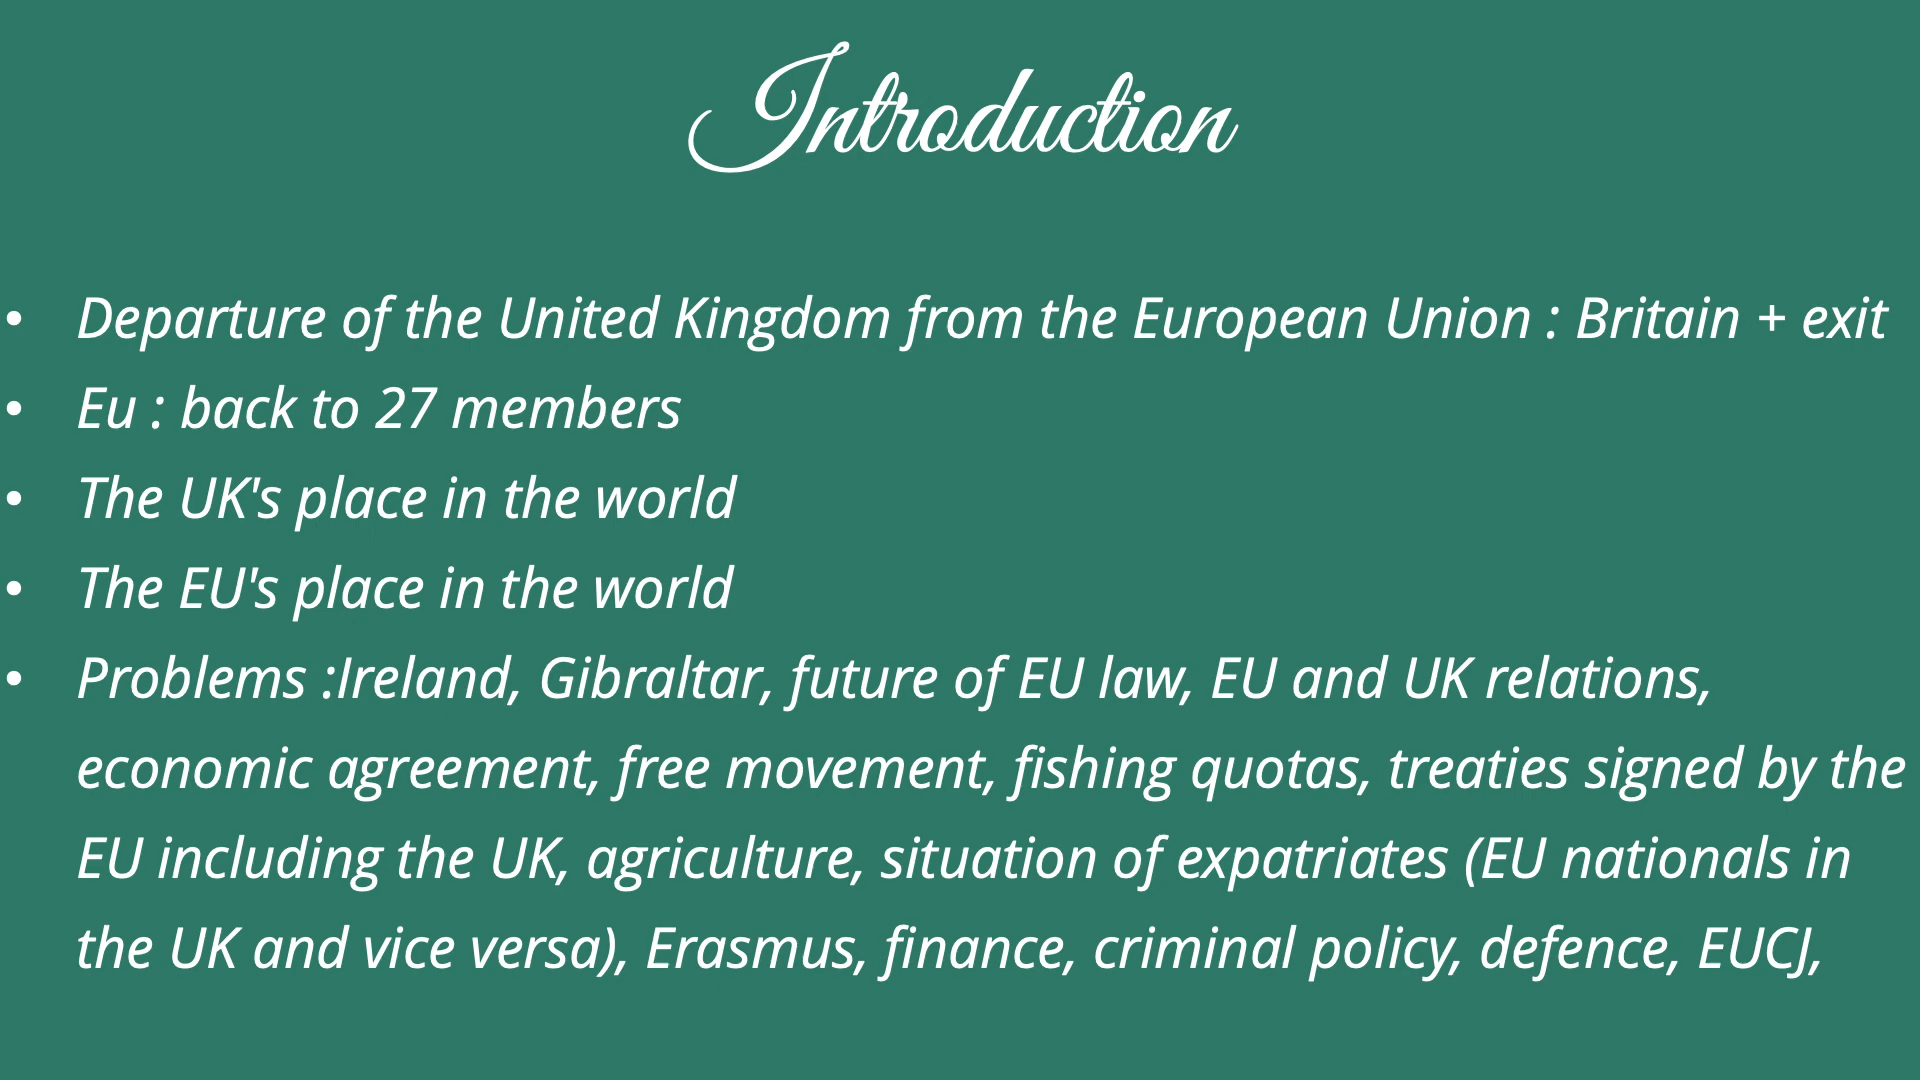 Introduction
• Departure of the United Kingdom from the European Union : Britain + exit
• Eu : back to 27 members
• The UK's place in the world
• The EU's place in the world
• Problems :Ireland, Gibraltar, future of EU law, EU and UK relations,
economic agreement, free movement, fishing quotas, treaties signed by the
EU including the UK, agriculture, situation of expatriates (EU nationals in
the UK and vice versa), Erasmus, finance, criminal policy, defence, EUCJ,